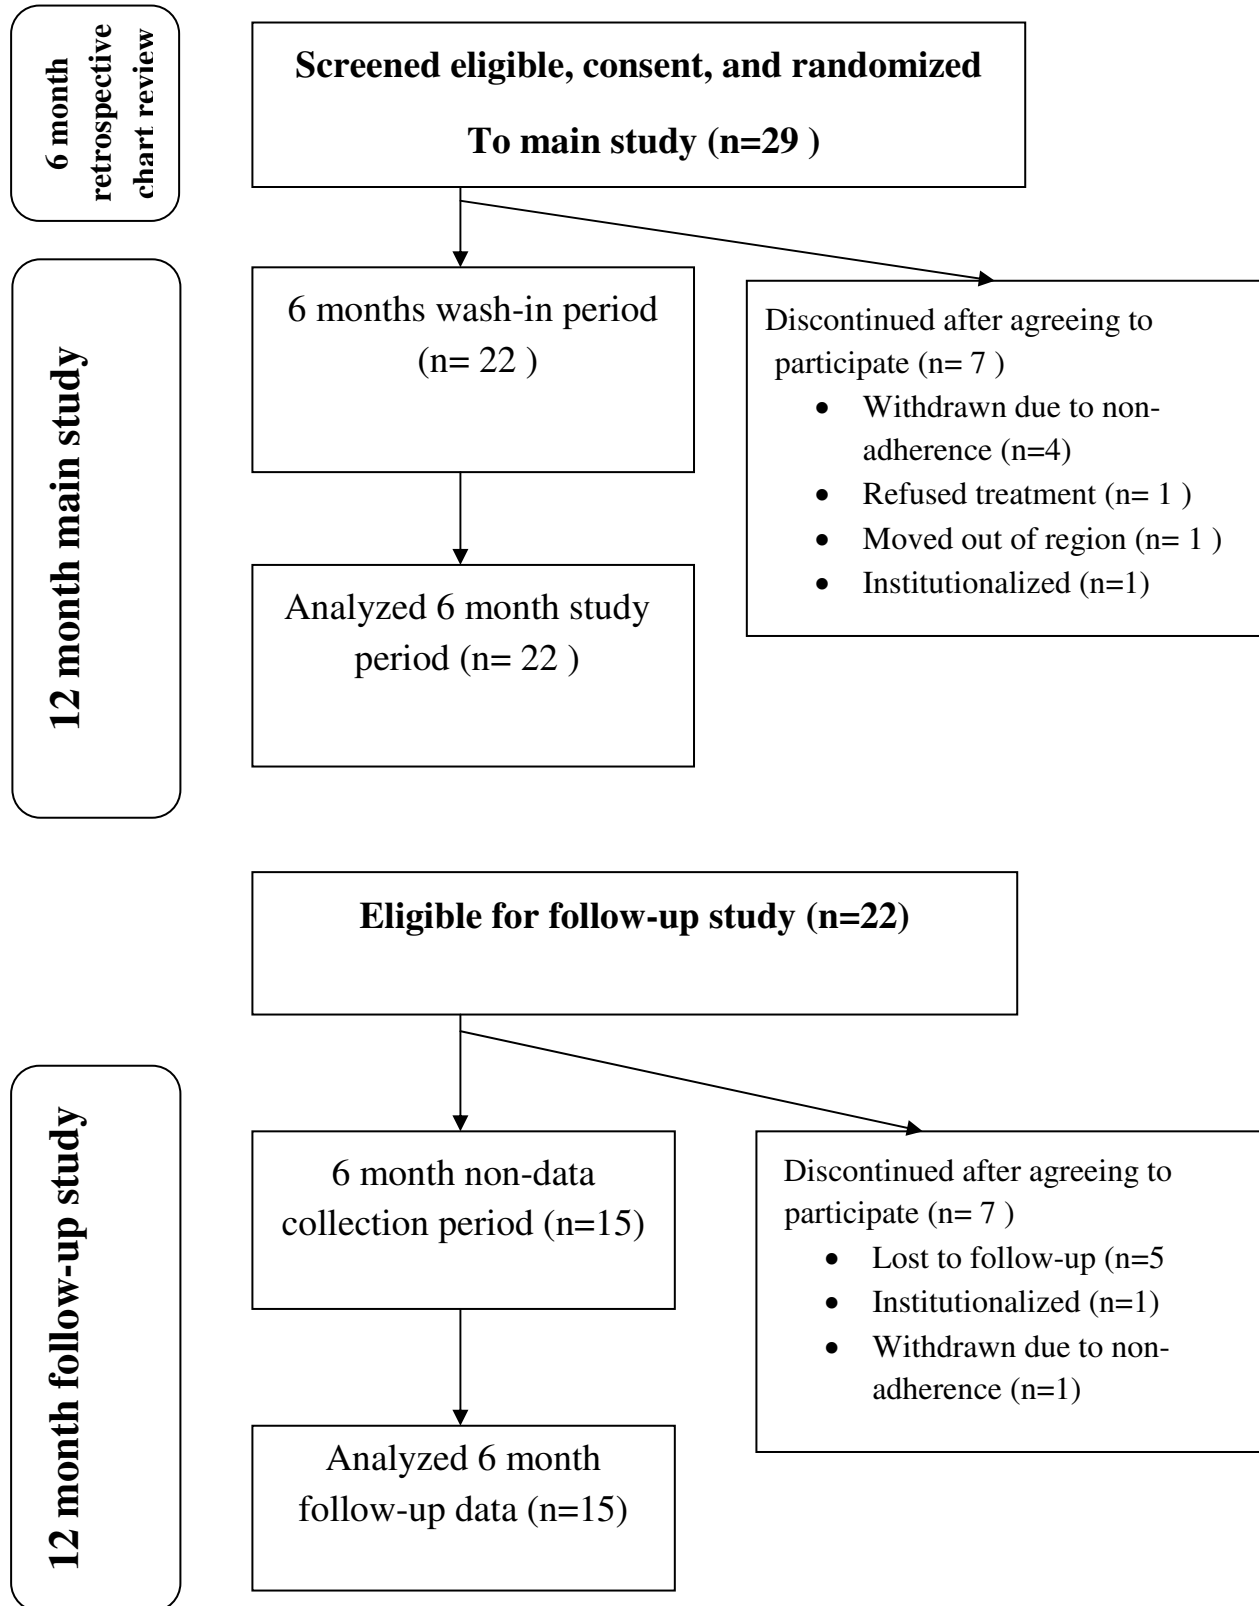 6 month
retrospective
chart review
Screened eligible, consent, and randomized
To main study (n=29 )
12 month main study
6 months wash-in period
(n= 22 )
Discontinued after agreeing to
participate (n= 7 )
• Withdrawn due to non-
adherence (n=4)
• Refused treatment (n= 1 )
• Moved out of region (n= 1 )
• Institutionalized (n=1)
Analyzed 6 month study
period (n= 22 )
Eligible for follow-up study (n=22)
12 month follow-up study
6 month non-data
collection period (n=15)
Discontinued after agreeing to
participate (n= 7 )
• Lost to follow-up (n=5
• Institutionalized (n=1)
• Withdrawn due to non-
adherence (n=1)
Analyzed 6 month
follow-up data (n=15)